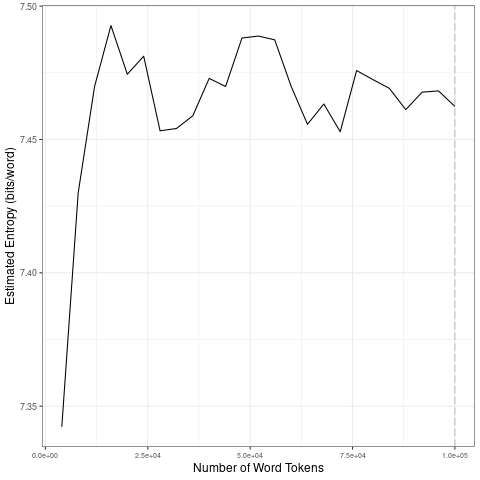 7.50
7.45
7.40
7.35
Estimated Entropy (bits/word)
0.0e+00 2.5e+04 5.0e+04 7.5e+04 1.0e+05
Number of Word Tokens